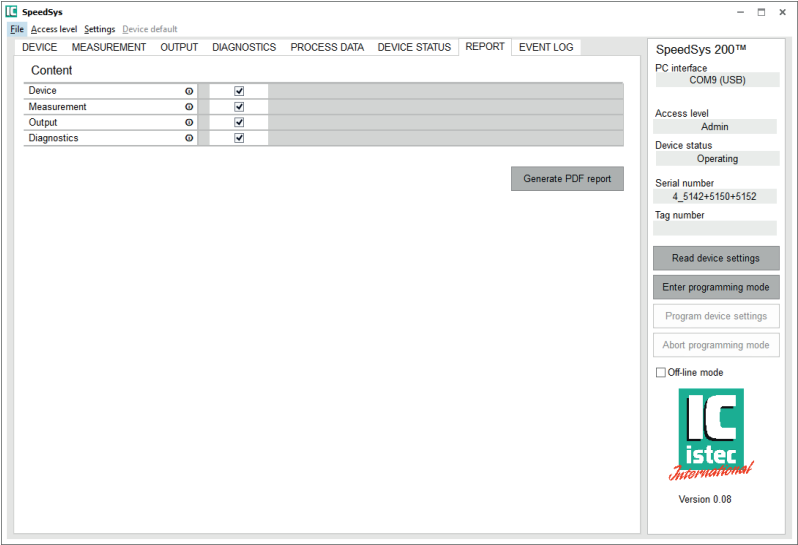 SpeedSys
File Access level Settings Device default
DEVICE MEASUREMENT OUTPUT DIAGNOSTICS PROCESS DATA DEVICE STATUS REPORT EVENT LOG
Content
Device
Measurement
Output
Diagnostics
Generate PDF report
SpeedSys 200™
PC interface
COM9 (USB)
Access level
Admin
Device status
Operating
Serial number
4_5142+5150+5152
Tag number
Read device settings
Enter programming mode
Program device settings
Abort programming mode
Off-line mode
IC
istec
International
Version 0.08